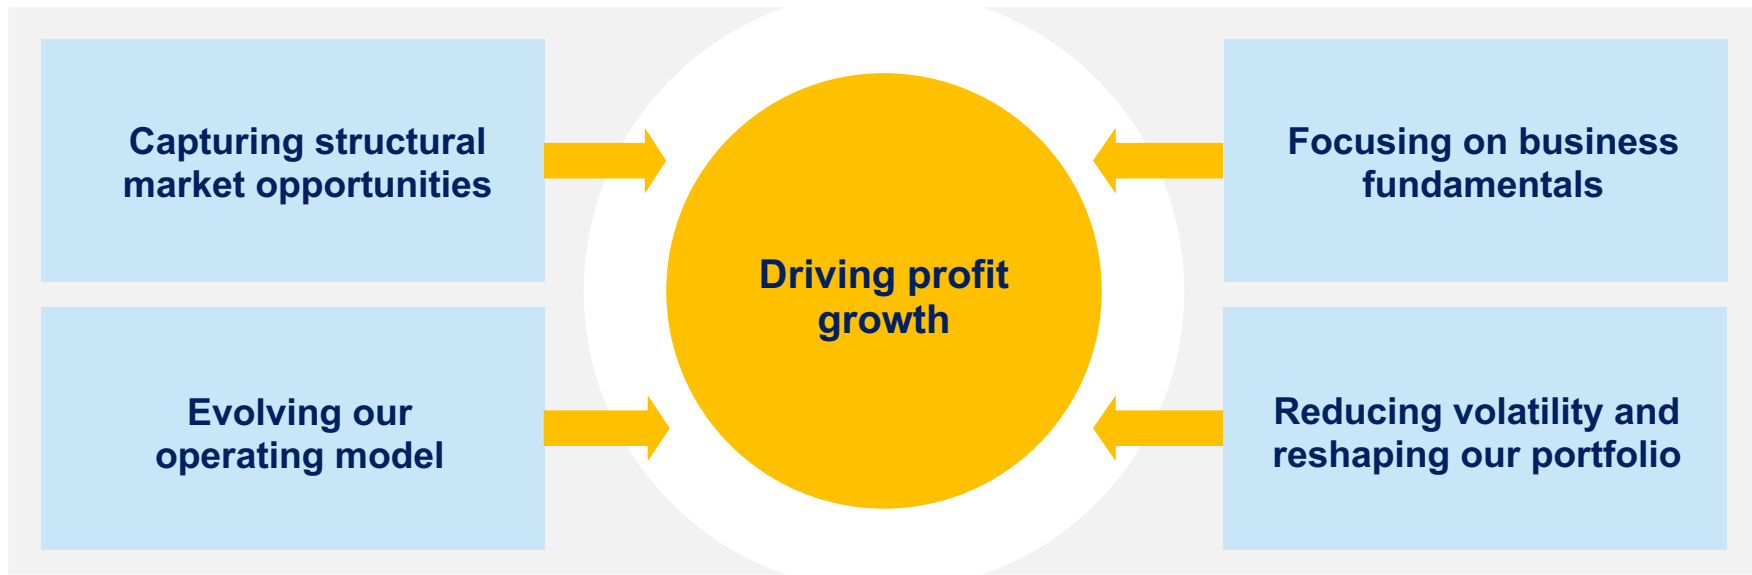 Capturing structural
market opportunities
Evolving our
operating model
Driving profit
growth
Focusing on business
fundamentals
Reducing volatility and
reshaping our portfolio